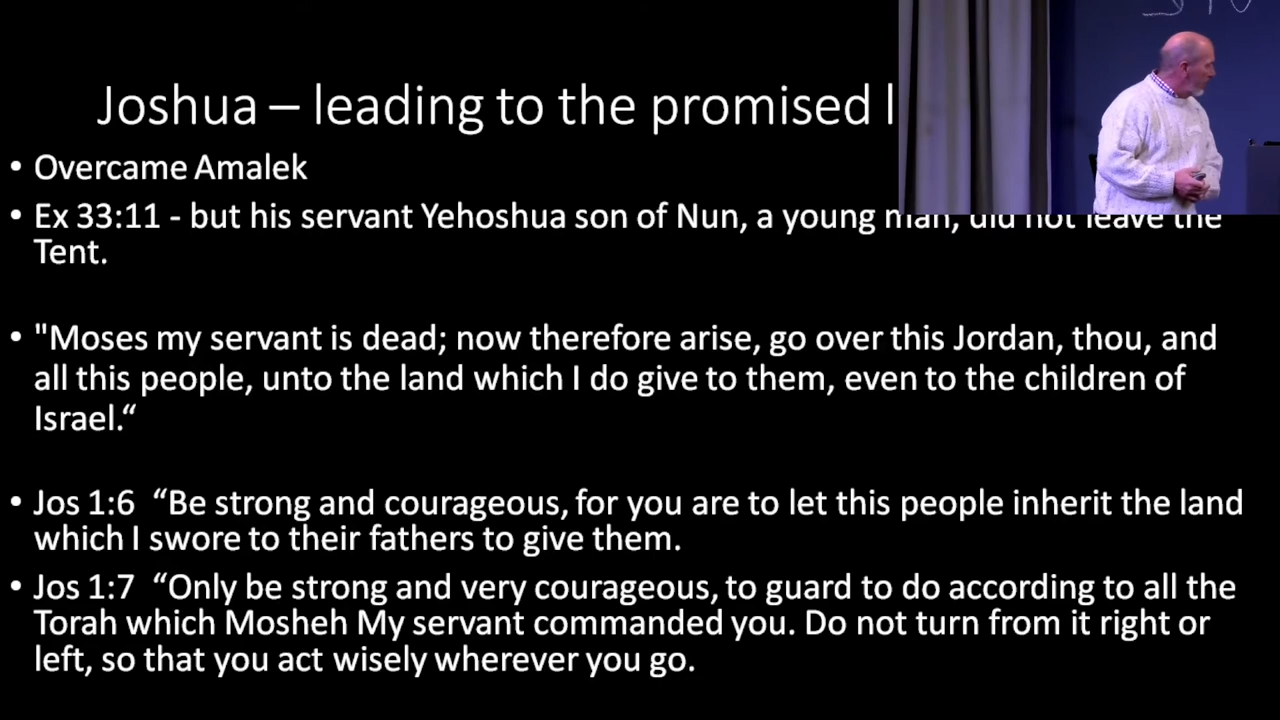 Joshua – leading to the promised l
• Overcame Amalek
• Ex 33:11 - but his servant Yehoshua son of Nun, a young man, did not leave the
Tent.
• "Moses my servant is dead; now therefore arise, go over this Jordan, thou, and
all this people, unto the land which I do give to them, even to the children of
Israel.“
• Jos 1:6 “Be strong and courageous, for you are to let this people inherit the land
which I swore to their fathers to give them.
• Jos 1:7 “Only be strong and very courageous, to guard to do according to all the
Torah which Mosheh My servant commanded you. Do not turn from it right or
left, so that you act wisely wherever you go.